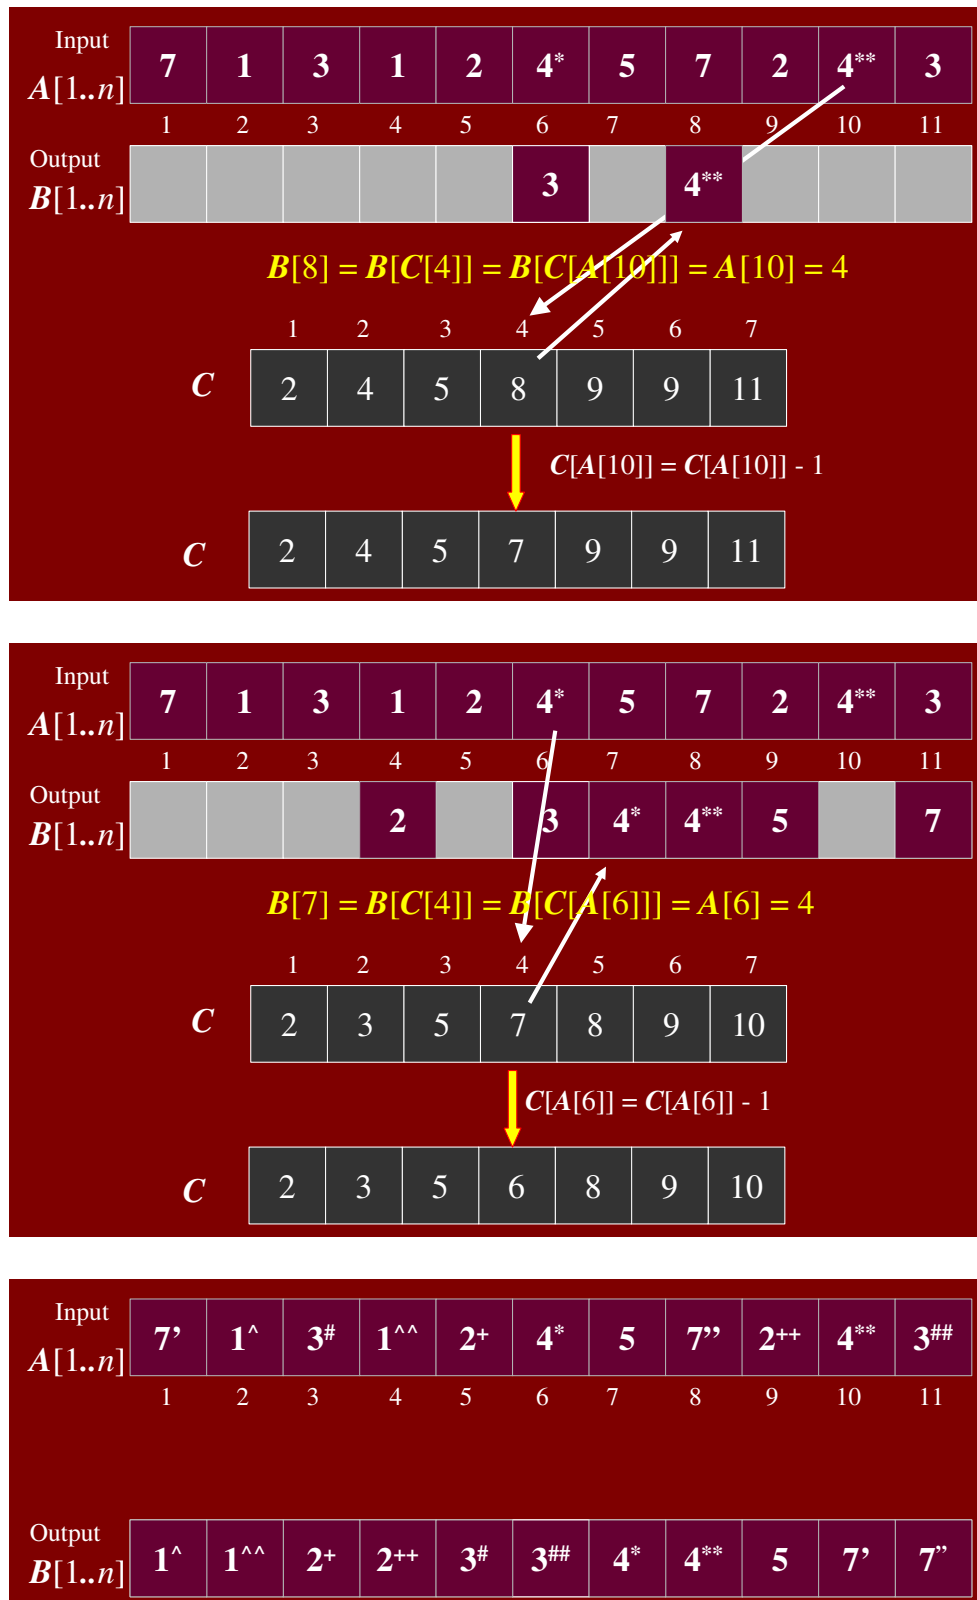 Input
A[1..n] 7 1 3 1 2 4* 5 7 2 4** 3
1 2 3 4 5 6 7 8 9 10 11
Output
B[1..n] 3 4**
B[8] = B[C[4]] = B[C[A[10]]] = A[10] = 4
1 2 3 4 5 6 7
C 2 4 5 8 9 9 11
C[A[10]] = C[A[10]] - 1
C 2 4 5 7 9 9 11
Input
A[1..n] 7 1 3 1 2 4* 5 7 2 4** 3
1 2 3 4 5 6 7 8 9 10 11
Output
B[1..n] 2 3 4* 4** 5 7
B[7] = B[C[4]] = B[C[A[6]]] = A[6] = 4
1 2 3 4 5 6 7
C 2 3 5 7 8 9 10
C[A[6]] = C[A[6]] - 1
C 2 3 5 6 8 9 10
Input
A[1..n] 7’ 1^ 3# 1^^ 2+ 4* 5 7’’ 2++ 4** 3##
1 2 3 4 5 6 7 8 9 10 11
Output
B[1..n] 1^ 1^^ 2+ 2++ 3# 3## 4* 4** 5 7’ 7”